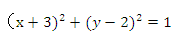 (x + 3)² + (y − 2)² = 1